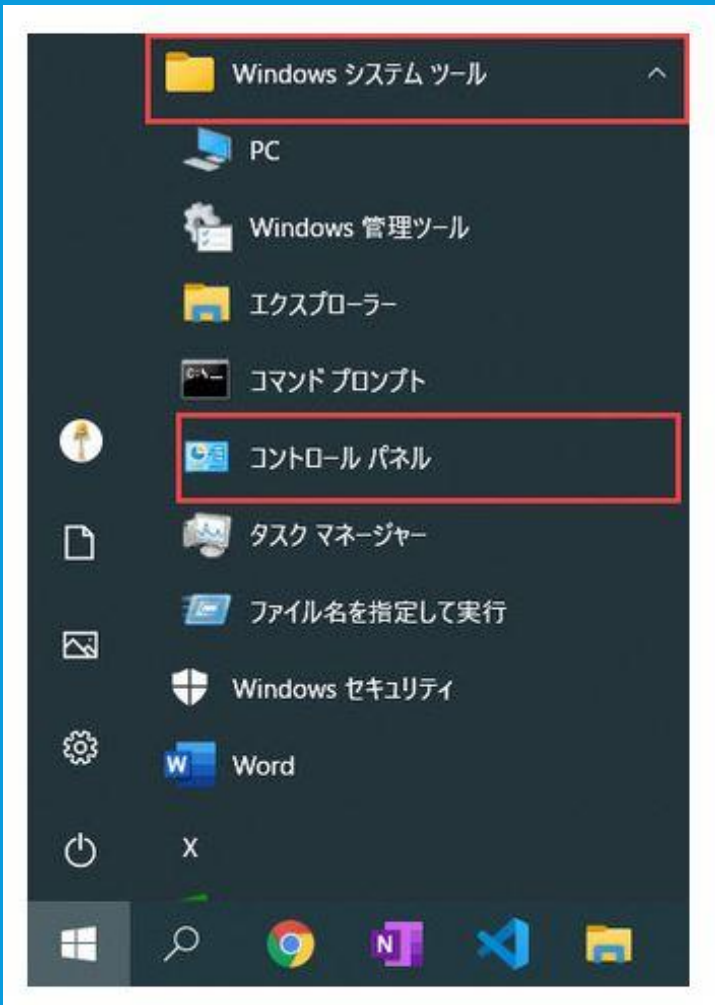 Windows システム ツール
PC
Windows 管理ツール
エクスプローラー
C:\_
コマンド プロンプト
コントロール パネル
タスク マネージャー
ファイル名を指定して実行
Windows セキュリティ
W
Word
X
N